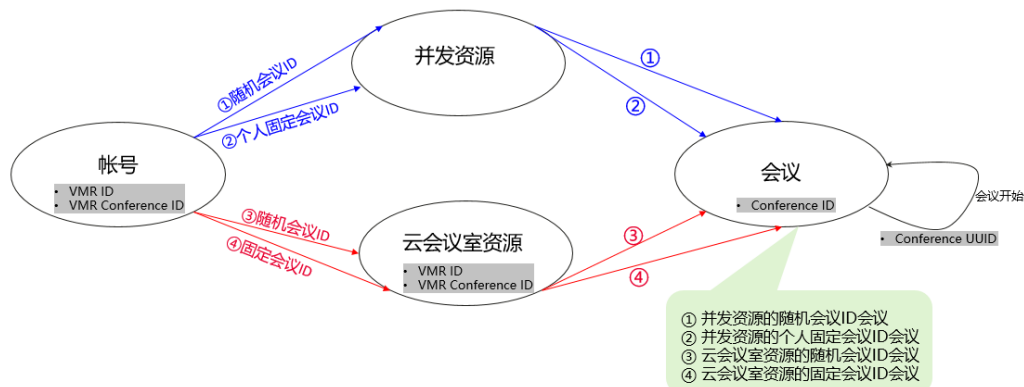 并发资源
①随机会议ID
②个人固定会议ID
①
②
帐号
• VMR ID
• VMR Conference ID
会议
• Conference ID
会议开始
• Conference UUID
③随机会议ID
④固定会议ID
云会议室资源
• VMR ID
• VMR Conference ID
③
④
① 并发资源的随机会议ID会议
② 并发资源的个人固定会议ID会议
③ 云会议室资源的随机会议ID会议
④ 云会议室资源的固定会议ID会议